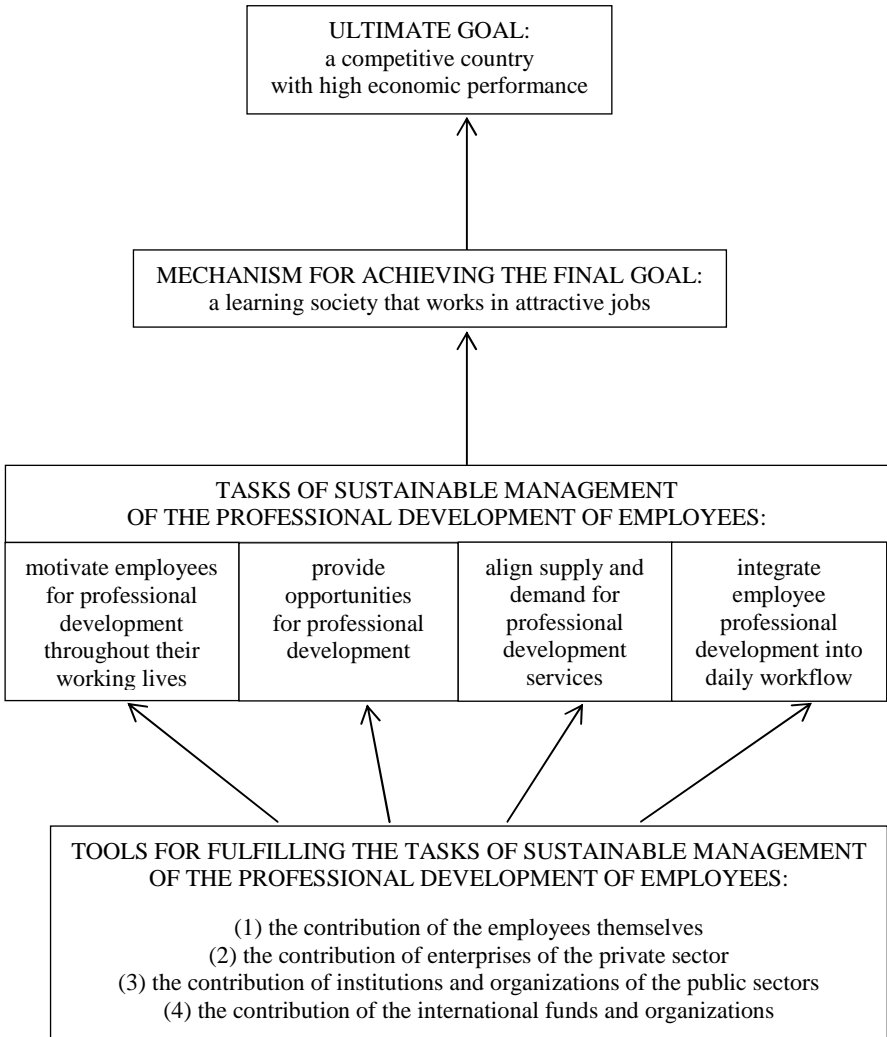 ULTIMATE GOAL:
a competitive country
with high economic performance
MECHANISM FOR ACHIEVING THE FINAL GOAL:
a learning society that works in attractive jobs
TASKS OF SUSTAINABLE MANAGEMENT
OF THE PROFESSIONAL DEVELOPMENT OF EMPLOYEES:
motivate employees
for professional
development
throughout their
working lives
provide
opportunities
for professional
development
align supply and
demand for
professional
development
services
integrate
employee
professional
development into
daily workflow
TOOLS FOR FULFILLING THE TASKS OF SUSTAINABLE MANAGEMENT
OF THE PROFESSIONAL DEVELOPMENT OF EMPLOYEES:
(1) the contribution of the employees themselves
(2) the contribution of enterprises of the private sector
(3) the contribution of institutions and organizations of the public sectors
(4) the contribution of the international funds and organizations